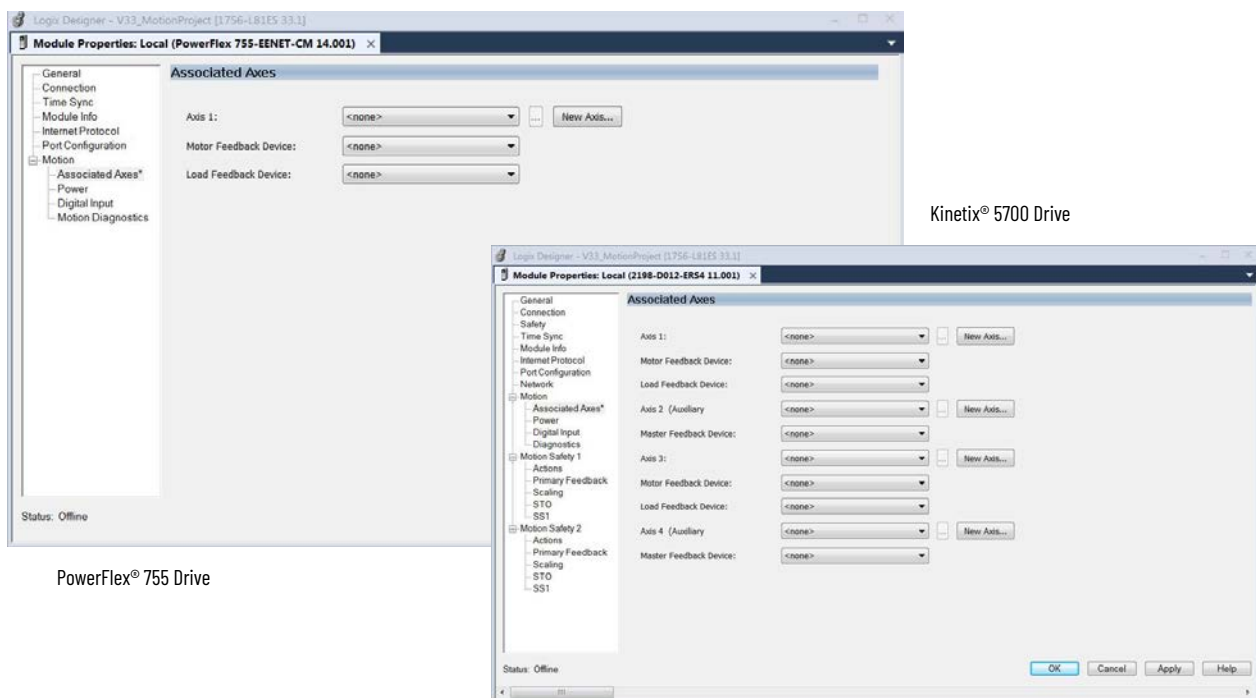 Logix Designer - V33_MotionProject [1756-L81ES 33.1]
Module Properties: Local (PowerFlex 755-EENET-CM 14.001)
General
Connection
Time Sync
Module Info
Internet Protocol
Port Configuration
Motion
Associated Axes*
Power
Digital Input
Motion Diagnostics
Associated Axes
Axis 1: <none> ... New Axis...
Motor Feedback Device: <none>
Load Feedback Device: <none>
Status: Offline
PowerFlex® 755 Drive
Kinetix® 5700 Drive
Logix Designer - V33_MotionProject [1756-L81ES 33.1]
Module Properties: Local (2198-D012-ERS4 11.001)
General
Connection
Safety
Time Sync
Module Info
Internet Protocol
Port Configuration
Network
Motion
Associated Axes*
Power
Digital Input
Diagnostics
Motion Safety 1
Actions
Primary Feedback
Scaling
STO
SS1
Motion Safety 2
Actions
Primary Feedback
Scaling
STO
SS1
Associated Axes
Axis 1: <none> ... New Axis...
Motor Feedback Device: <none>
Load Feedback Device: <none>
Axis 2 (Auxiliary <none> ... New Axis...
Master Feedback Device: <none>
Axis 3: <none> ... New Axis...
Motor Feedback Device: <none>
Load Feedback Device: <none>
Axis 4 (Auxiliary <none> ... New Axis...
Master Feedback Device: <none>
Status: Offline
OK Cancel Apply Help